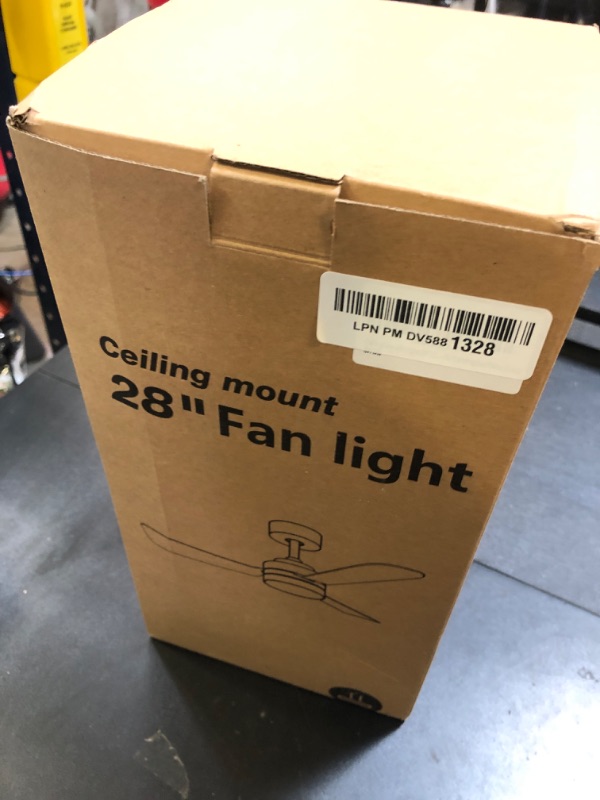 LPN PM DV588 1328
Ceiling mount
28" Fan light